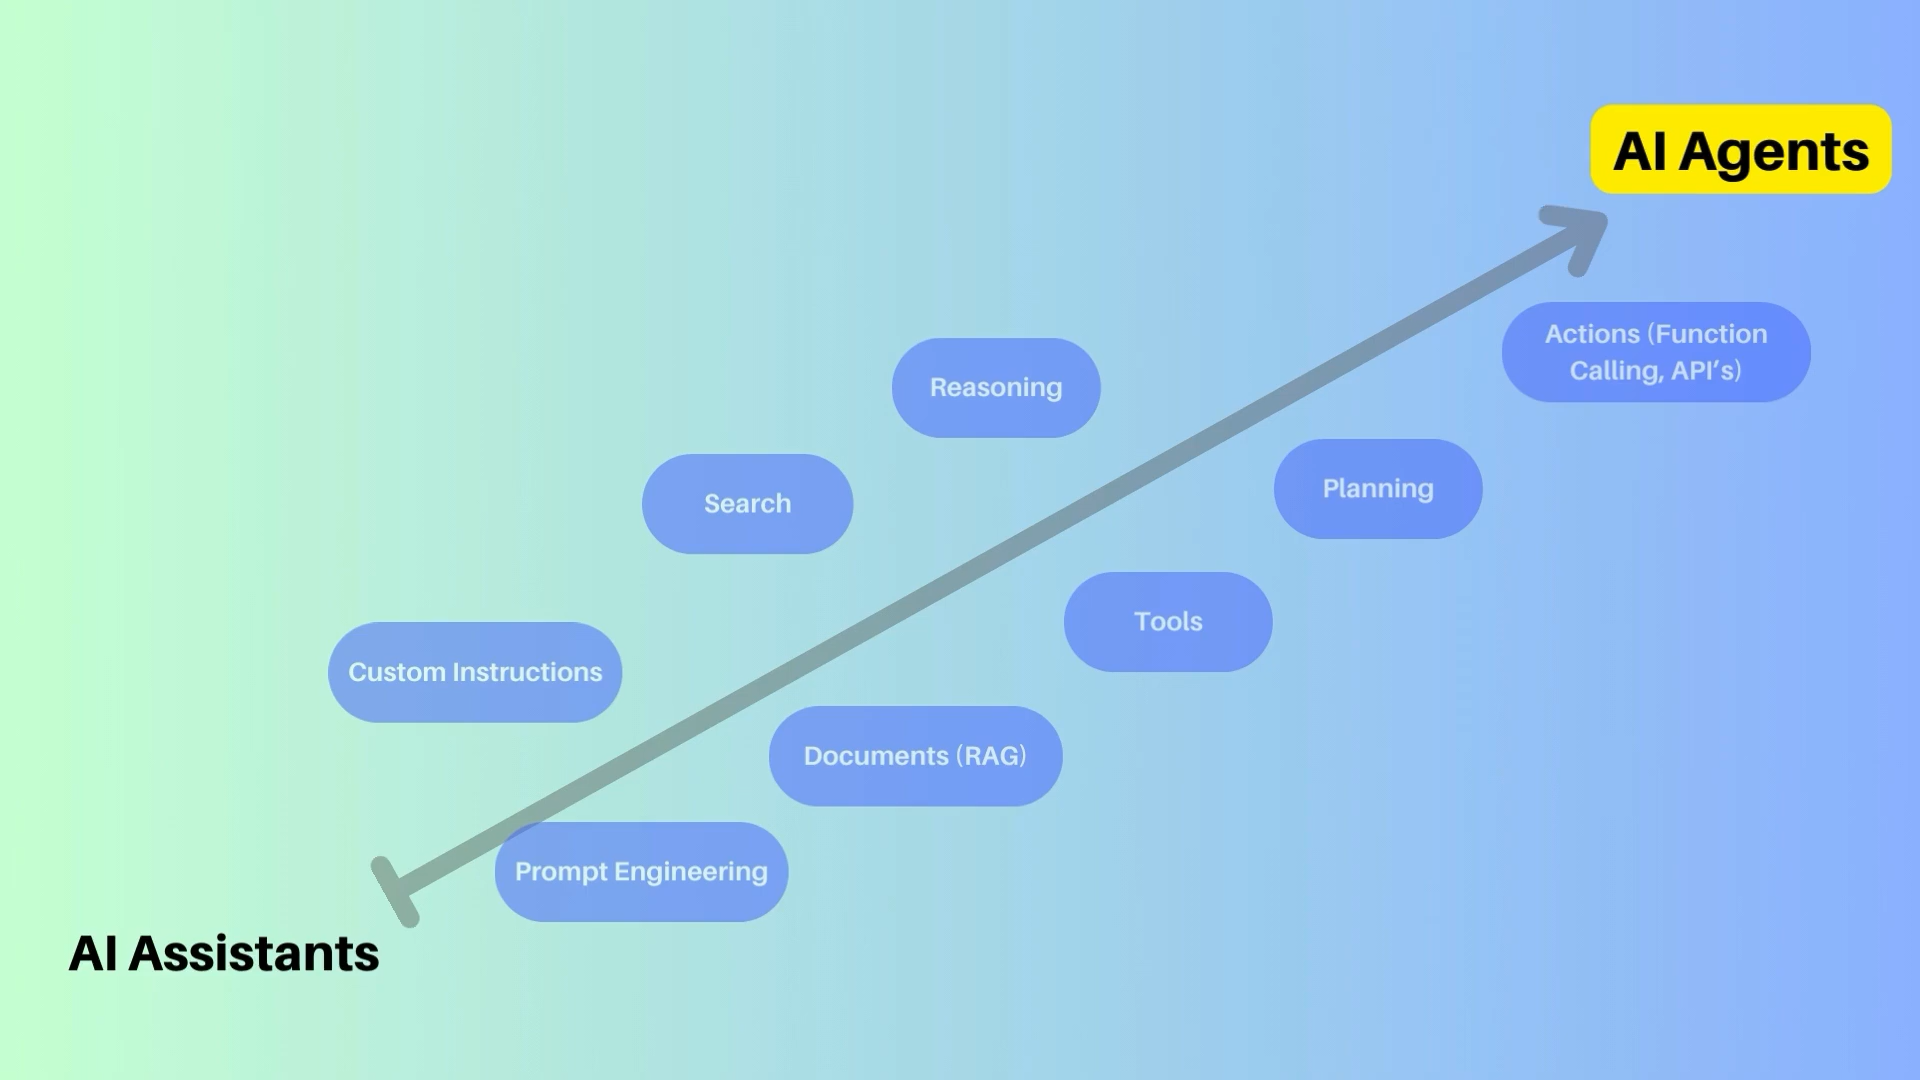 AI Agents
Actions (Function
Calling, API’s)
Reasoning
Planning
Search
Tools
Custom Instructions
Documents (RAG)
Prompt Engineering
AI Assistants